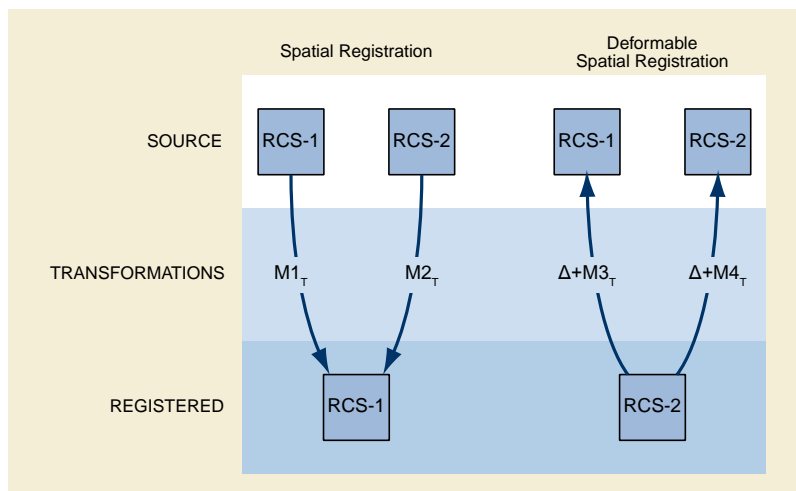 Spatial Registration
Deformable
Spatial Registration
SOURCE
RCS-1
RCS-2
RCS-1
RCS-2
TRANSFORMATIONS
M1T
M2T
Δ+M3T
Δ+M4T
REGISTERED
RCS-1
RCS-2